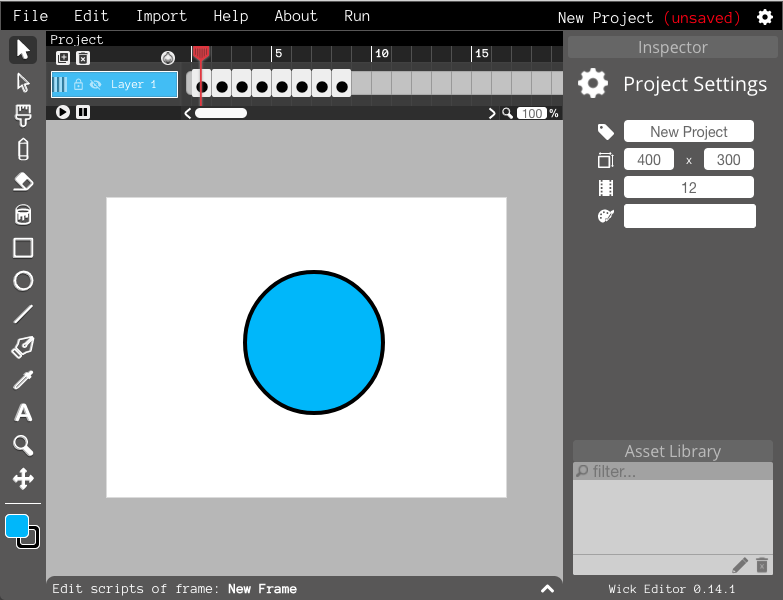 File Edit Import Help About Run
New Project (unsaved)
Project
5 10 15
Layer 1
100 %
Inspector
Project Settings
New Project
400 x 300
12
Asset Library
filter...
Edit scripts of frame: New Frame
Wick Editor 0.14.1
A